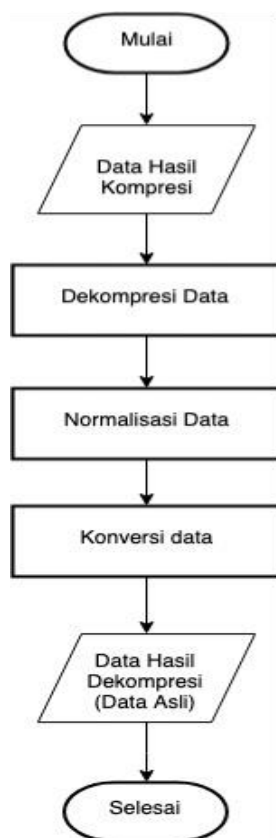 Mulai
Data Hasil
Kompresi
Dekompresi Data
Normalisasi Data
Konversi data
Data Hasil
Dekompresi
(Data Asli)
Selesai